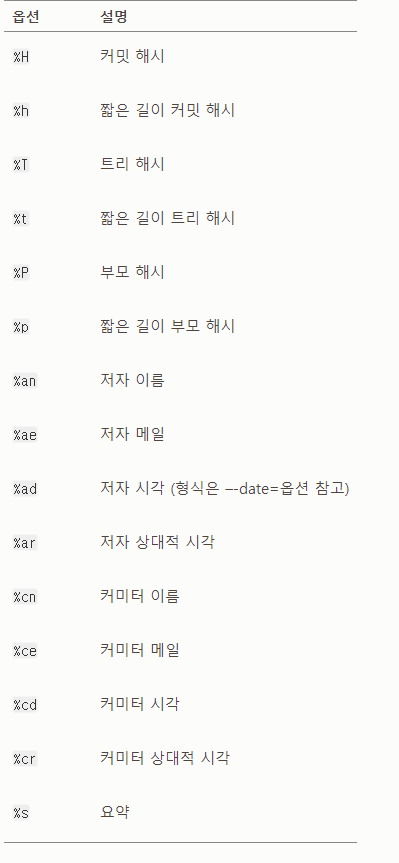 옵션 설명
%H 커밋 해시
%h 짧은 길이 커밋 해시
%T 트리 해시
%t 짧은 길이 트리 해시
%P 부모 해시
%p 짧은 길이 부모 해시
%an 저자 이름
%ae 저자 메일
%ad 저자 시각 (형식은 –-date=옵션 참고)
%ar 저자 상대적 시각
%cn 커미터 이름
%ce 커미터 메일
%cd 커미터 시각
%cr 커미터 상대적 시각
%s 요약